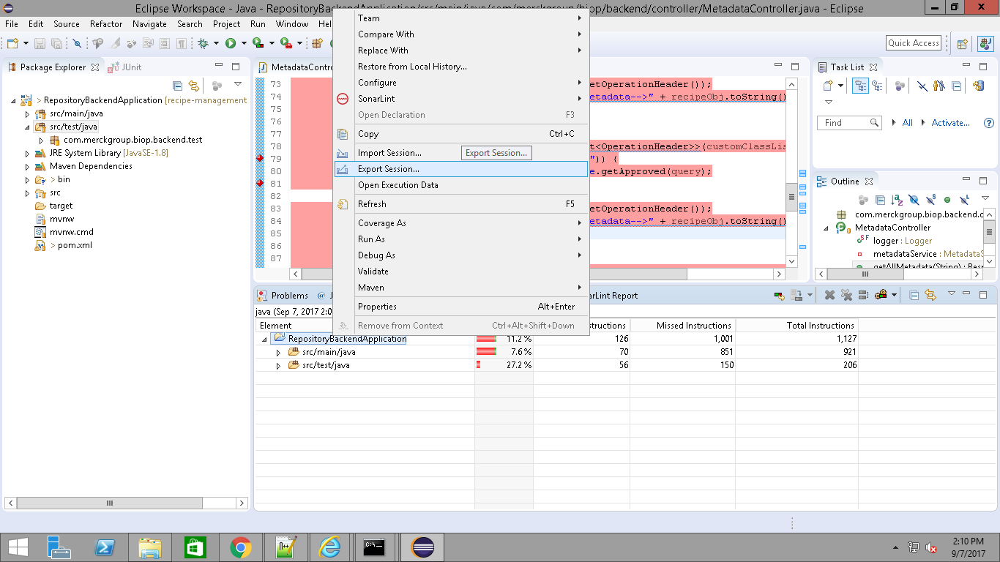 Eclipse Workspace - Java - RepositoryBackendApplication/src/main/java/com/merckgroup/biop/backend/controller/MetadataController.java - Eclipse
File Edit Source Refactor Navigate Search Project Run Window Hel
Quick Access
Package Explorer JUnit
> RepositoryBackendApplication [recipe-management
src/main/java
src/test/java
com.merckgroup.biop.backend.test
JRE System Library [JavaSE-1.8]
Maven Dependencies
> bin
src
target
mvnw
mvnw.cmd
> pom.xml
MetadataContro
73 etOperationHeader());
74 etadata-->" + recipeObj.toString()
75
76
77
78 t<OperationHeader>>(customClassLis
79 ")) {
80 e.getApproved(query);
81
82
83 etOperationHeader());
84 etadata-->" + recipeObj.toString()
85
86
87
Team
Compare With
Replace With
Restore from Local History...
Configure
SonarLint
Open Declaration F3
Copy Ctrl+C
Import Session...
Export Session...
Export Session...
Open Execution Data
Refresh F5
Coverage As
Run As
Debug As
Validate
Maven
Properties Alt+Enter
Remove from Context Ctrl+Alt+Shift+Down
Task List
Find All Activate...
Outline
com.merckgroup.biop.backend.c
MetadataController
logger : Logger
metadataService : MetadataS
getAllMetadata(String) : Res
Problems @ J arLint Report
java (Sep 7, 2017 2:0
Element structions Missed Instructions Total Instructions
RepositoryBackendApplication 11.2 % 126 1,001 1,127
src/main/java 7.6 % 70 851 921
src/test/java 27.2 % 56 150 206
2:10 PM
9/7/2017